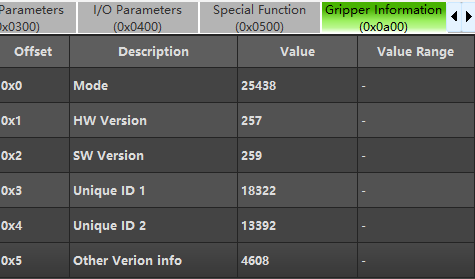 Parameters I/O Parameters Special Function Gripper Information
0x0300) (0x0400) (0x0500) (0x0a00)
Offset Description Value Value Range
0x0 Mode 25438 -
0x1 HW Version 257 -
0x2 SW Version 259 -
0x3 Unique ID 1 18322 -
0x4 Unique ID 2 13392 -
0x5 Other Verion info 4608 -